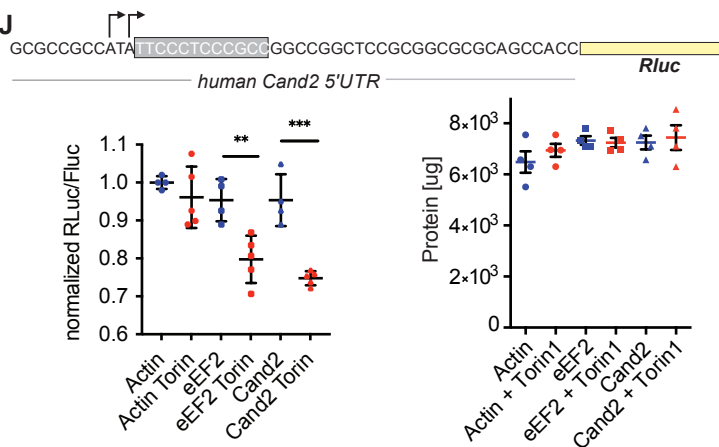 J
GCGCCGCCATATTCCCTCCCGCCGGCCGGCTCCGCGGCGCGCAGCCACC
Rluc
human Cand2 5'UTR
normalized RLuc/Fluc
1.1
1.0
0.9
0.8
0.7
0.6
**
***
Actin
Actin Torin
eEF2
eEF2 Torin
Cand2
Cand2 Torin
Protein [ug]
8×10³
6×10³
4×10³
2×10³
0
Actin
Actin + Torin1
eEF2
eEF2 + Torin1
Cand2
Cand2 + Torin1